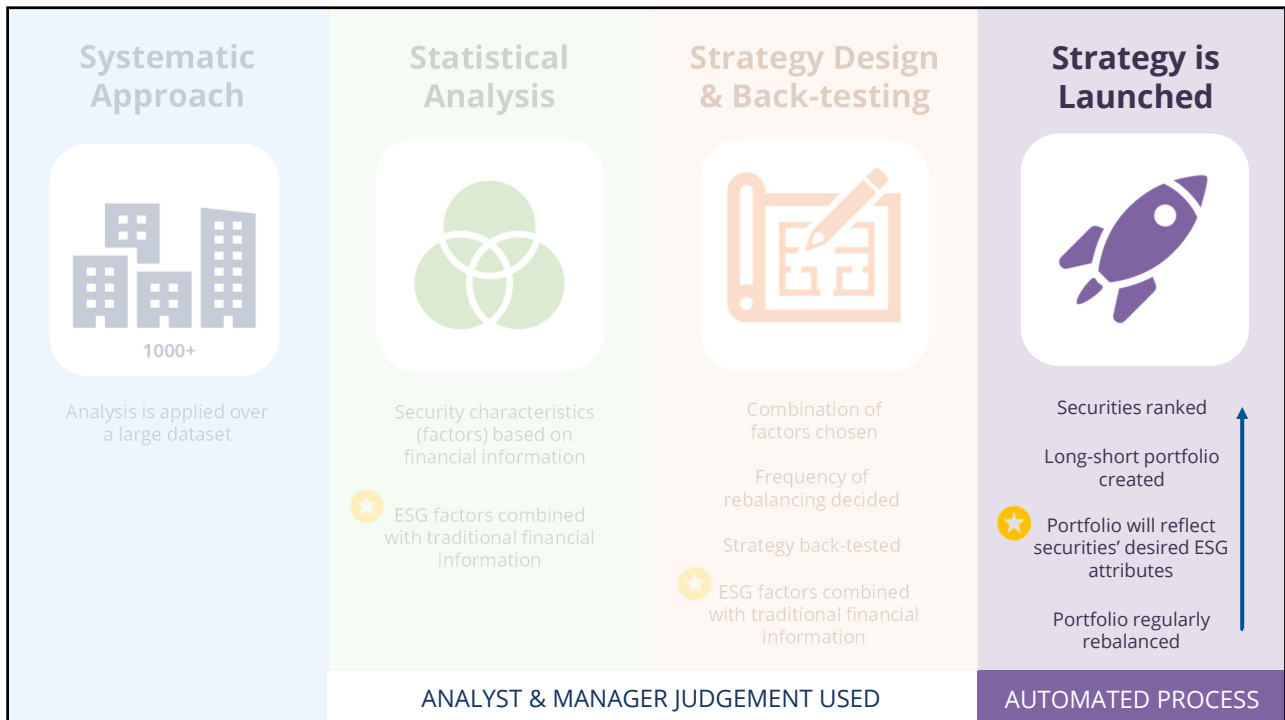 Systematic
Approach
1000+
Analysis is applied over
a large dataset
Statistical
Analysis
Security characteristics
(factors) based on
financial information
ESG factors combined
with traditional financial
information
Strategy Design
& Back-testing
Combination of
factors chosen
Frequency of
rebalancing decided
Strategy back-tested
ESG factors combined
with traditional financial
information
Strategy is
Launched
Securities ranked
Long-short portfolio
created
Portfolio will reflect
securities’ desired ESG
attributes
Portfolio regularly
rebalanced
ANALYST & MANAGER JUDGEMENT USED
AUTOMATED PROCESS